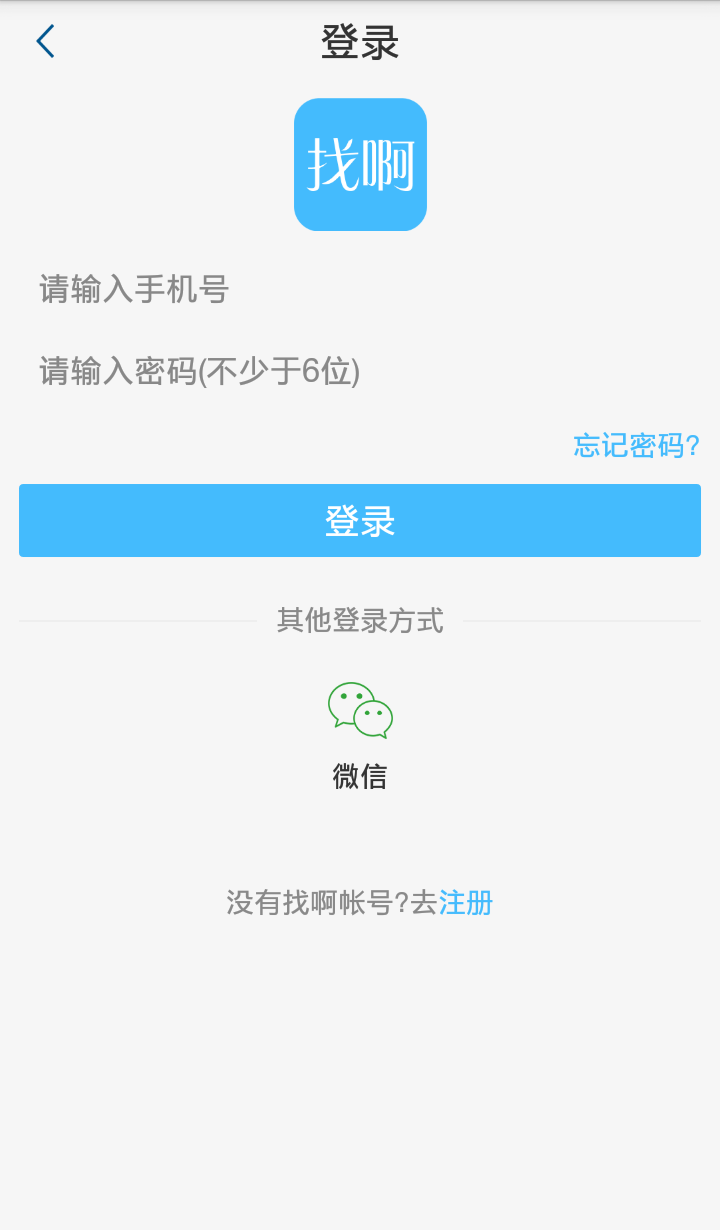 登录
找啊
请输入手机号
请输入密码(不少于6位)
忘记密码?
登录
其他登录方式
微信
没有找啊帐号?去注册